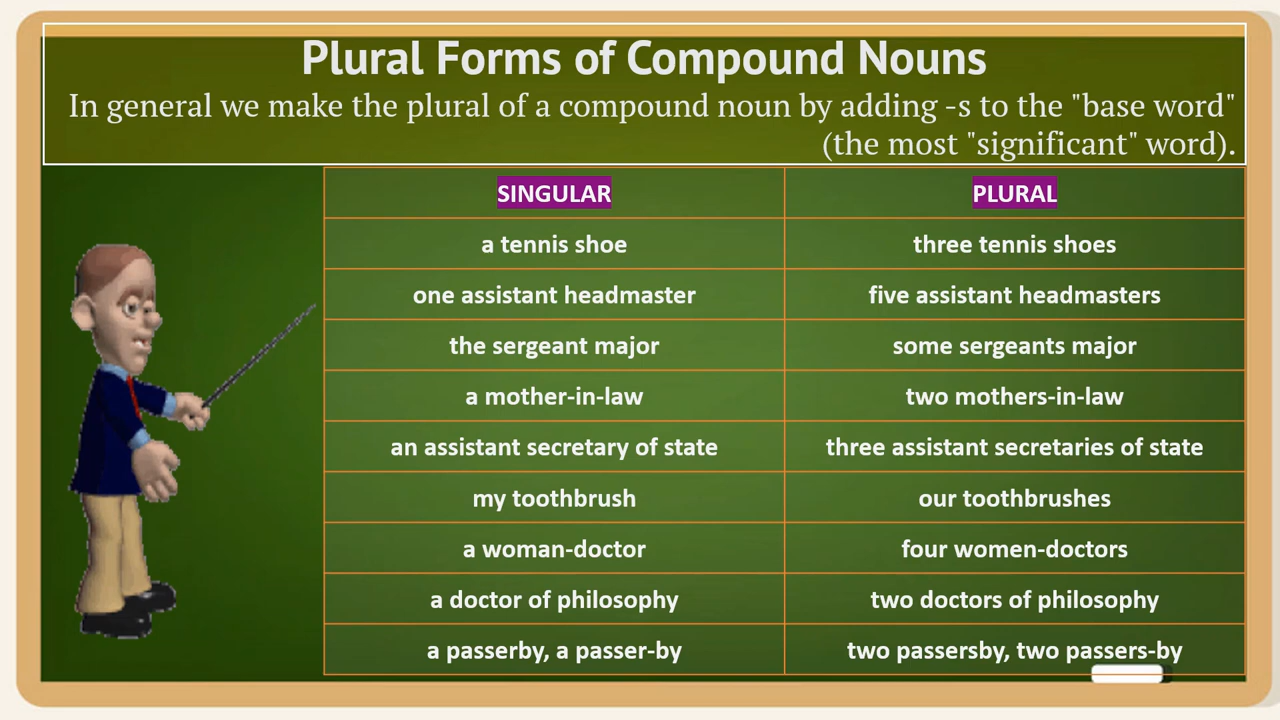 Plural Forms of Compound Nouns
In general we make the plural of a compound noun by adding -s to the "base word"
(the most "significant" word).
SINGULAR PLURAL
a tennis shoe three tennis shoes
one assistant headmaster five assistant headmasters
the sergeant major some sergeants major
a mother-in-law two mothers-in-law
an assistant secretary of state three assistant secretaries of state
my toothbrush our toothbrushes
a woman-doctor four women-doctors
a doctor of philosophy two doctors of philosophy
a passerby, a passer-by two passersby, two passers-by